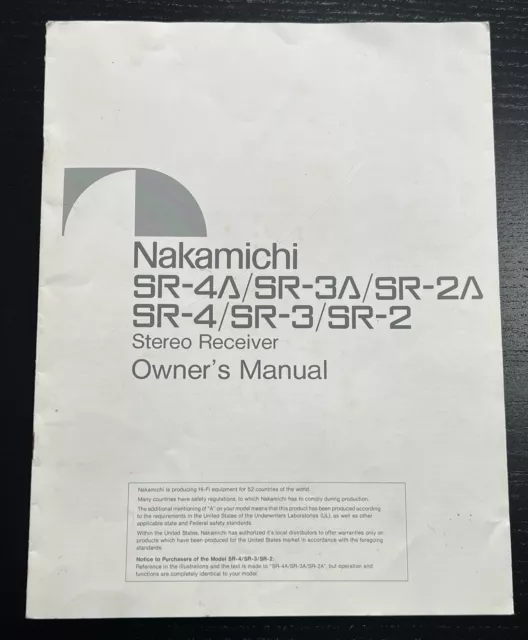 Nakamichi
SR-4A/SR-3A/SR-2A
SR-4/SR-3/SR-2
Stereo Receiver
Owner's Manual
Nakamichi is producing Hi-Fi equipment for 52 countries of the world.
Many countries have safety regulations, to which Nakamichi has to comply during production.
The additional mentioning of "A" on your model means that this product has been produced according
to the requirements in the United States of the Underwriters Laboratories (UL), as well as other
applicable state and Federal safety standards.
Within the United States, Nakamichi has authorized it's local distributors to offer warranties only on
products which have been produced for the United States market in accordance with the foregoing
standards.
Notice to Purchasers of the Model SR-4/SR-3/SR-2:
Reference in the illustrations and the text is made to "SR-4A/SR-3A/SR-2A", but operation and
functions are completely identical to your model.